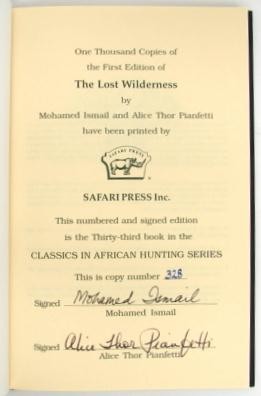 One Thousand Copies of
the First Edition of
The Lost Wilderness
by
Mohamed Ismail and Alice Thor Pianfetti
have been printed by
SAFARI PRESS
SAFARI PRESS Inc.
This numbered and signed edition
is the Thirty-third book in the
CLASSICS IN AFRICAN HUNTING SERIES
This is copy number 328
Signed Mohamed Ismail
Mohamed Ismail
Signed Alice Thor Pianfetti
Alice Thor Pianfetti